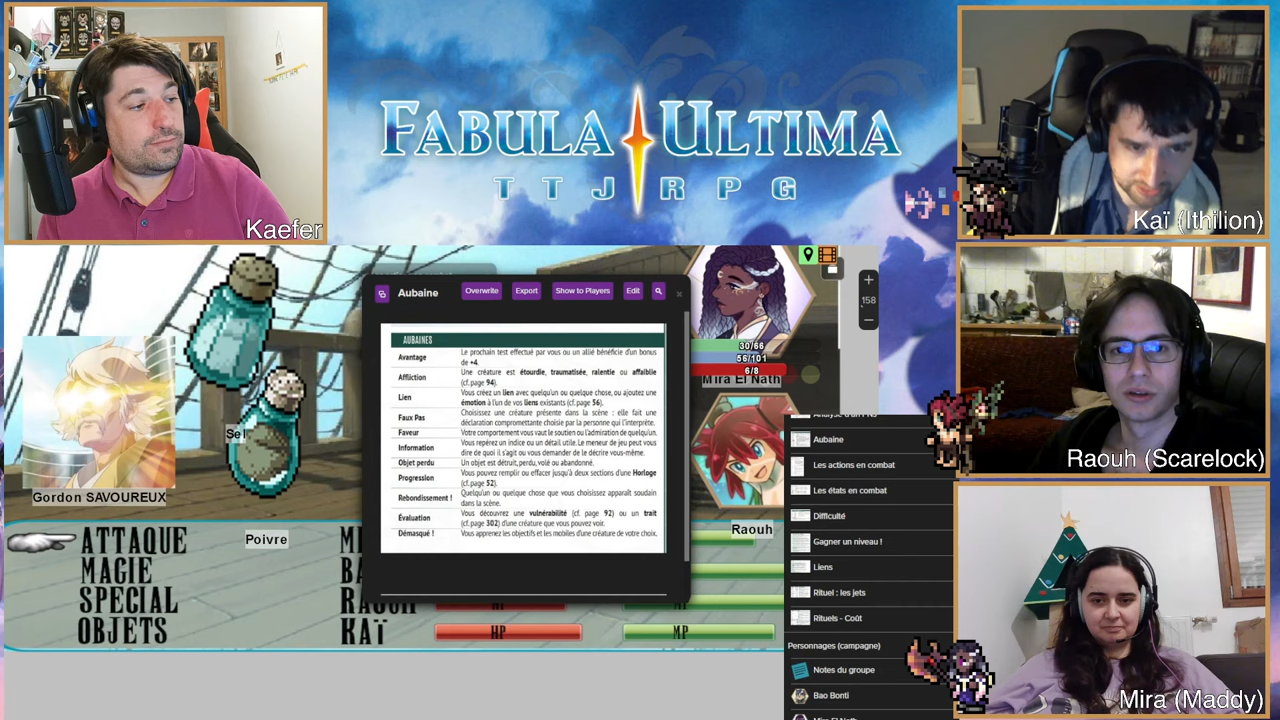 Kaefer
FABULA ULTIMA
TTJRPG
Kaï (Ithilion)
Raouh (Scarelock)
Mira (Maddy)
Gordon SAVOUREUX
Sel
Poivre
ATTAQUE
MAGIE
SPECIAL
OBJETS
KAÏ
HP
MP
Aubaine
Overwrite
Export
Show to Players
Edit
AUBAINES
Avantage
Le prochain test effectué par vous ou un allié bénéficie d'un bonus
de +4.
Affliction
Une créature est étourdie, traumatisée, ralentie ou affaiblie
(cf. page 94).
Lien
Vous créez un lien avec quelqu'un ou quelque chose, ou ajoutez une
émotion à l'un de vos liens existants (cf. page 56).
Faux Pas
Choisissez une créature présente dans la scène : elle fait une
déclaration compromettante choisie par la personne qui l'interprète.
Faveur
Votre comportement vous vaut le soutien ou l'admiration de quelqu'un.
Information
Vous repérez un indice ou un détail utile. Le meneur de jeu peut vous
dire de quoi il s'agit ou vous demander de le décrire vous-même.
Objet perdu
Un objet est détruit, perdu, volé ou abandonné.
Progression
Vous pouvez remplir ou effacer jusqu'à deux sections d'une Horloge
(cf. page 52).
Rebondissement !
Quelqu'un ou quelque chose que vous choisissez apparaît soudain
dans la scène.
Évaluation
Vous découvrez une vulnérabilité (cf. page 92) ou un trait
(cf. page 302) d'une créature que vous pouvez voir.
Démasqué !
Vous apprenez les objectifs et les mobiles d'une créature de votre choix.
30/66
56/101
6/8
Mira El Nath
Raouh
158
Analyse d'un PNJ
Aubaine
Les actions en combat
Les états en combat
Difficulté
Gagner un niveau !
Liens
Rituel : les jets
Rituels - Coût
Personnages (campagne)
Notes du groupe
Bao Bonti
Mira El Nath